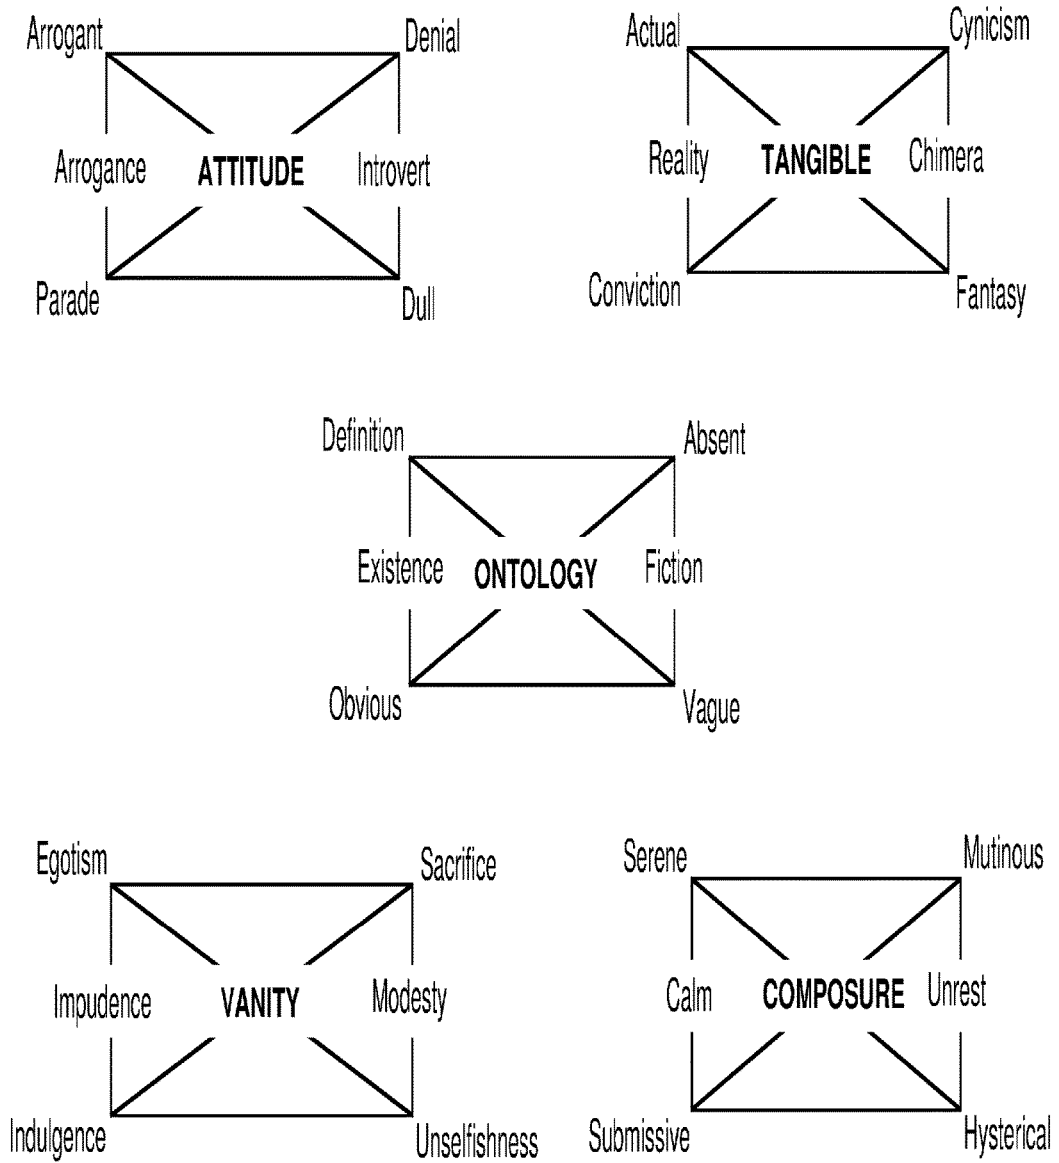 Arrogant
Denial
Arrogance
ATTITUDE
Introvert
Parade
Dull
Actual
Cynicism
Reality
TANGIBLE
Chimera
Conviction
Fantasy
Definition
Absent
Existence
ONTOLOGY
Fiction
Obvious
Vague
Egotism
Sacrifice
Impudence
VANITY
Modesty
Indulgence
Unselfishness
Serene
Mutinous
Calm
COMPOSURE
Unrest
Submissive
Hysterical